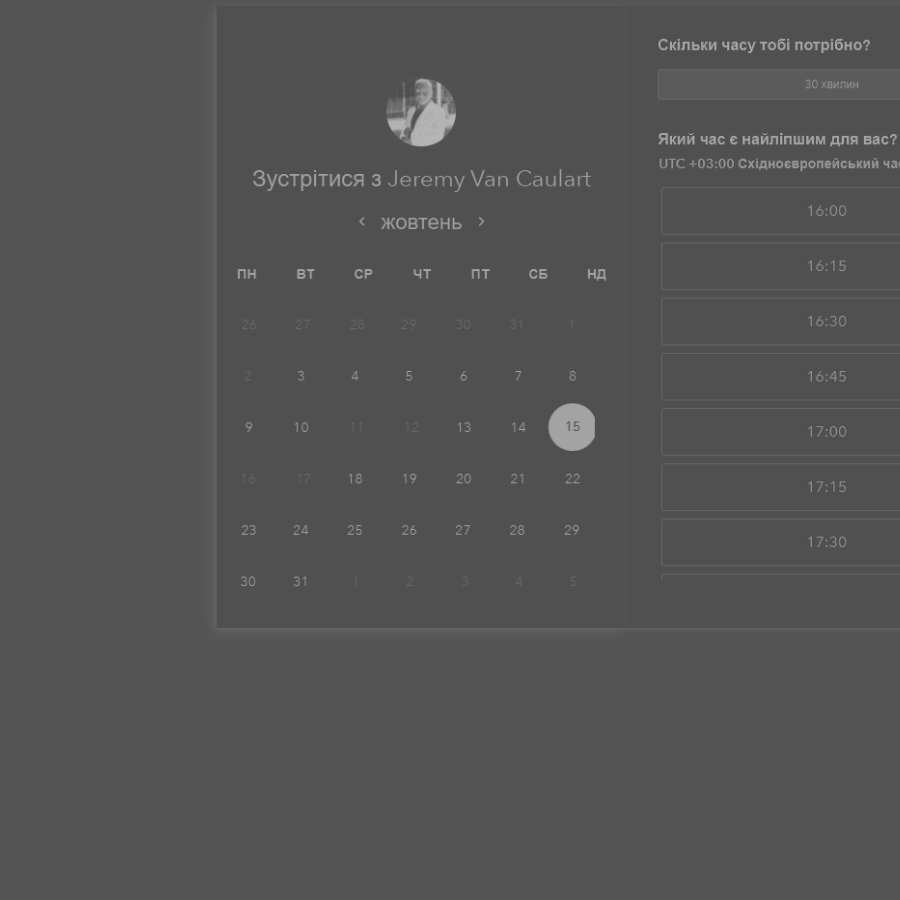 Зустрітися з Jeremy Van Caulart
жовтень
ПН ВТ СР ЧТ ПТ СБ НД
26 27 28 29 30 31 1
2 3 4 5 6 7 8
9 10 11 12 13 14 15
16 17 18 19 20 21 22
23 24 25 26 27 28 29
30 31 1 2 3 4 5
Скільки часу тобі потрібно?
30 хвилин
Який час є найліпшим для вас?
UTC +03:00 Східноєвропейський ча
16:00
16:15
16:30
16:45
17:00
17:15
17:30